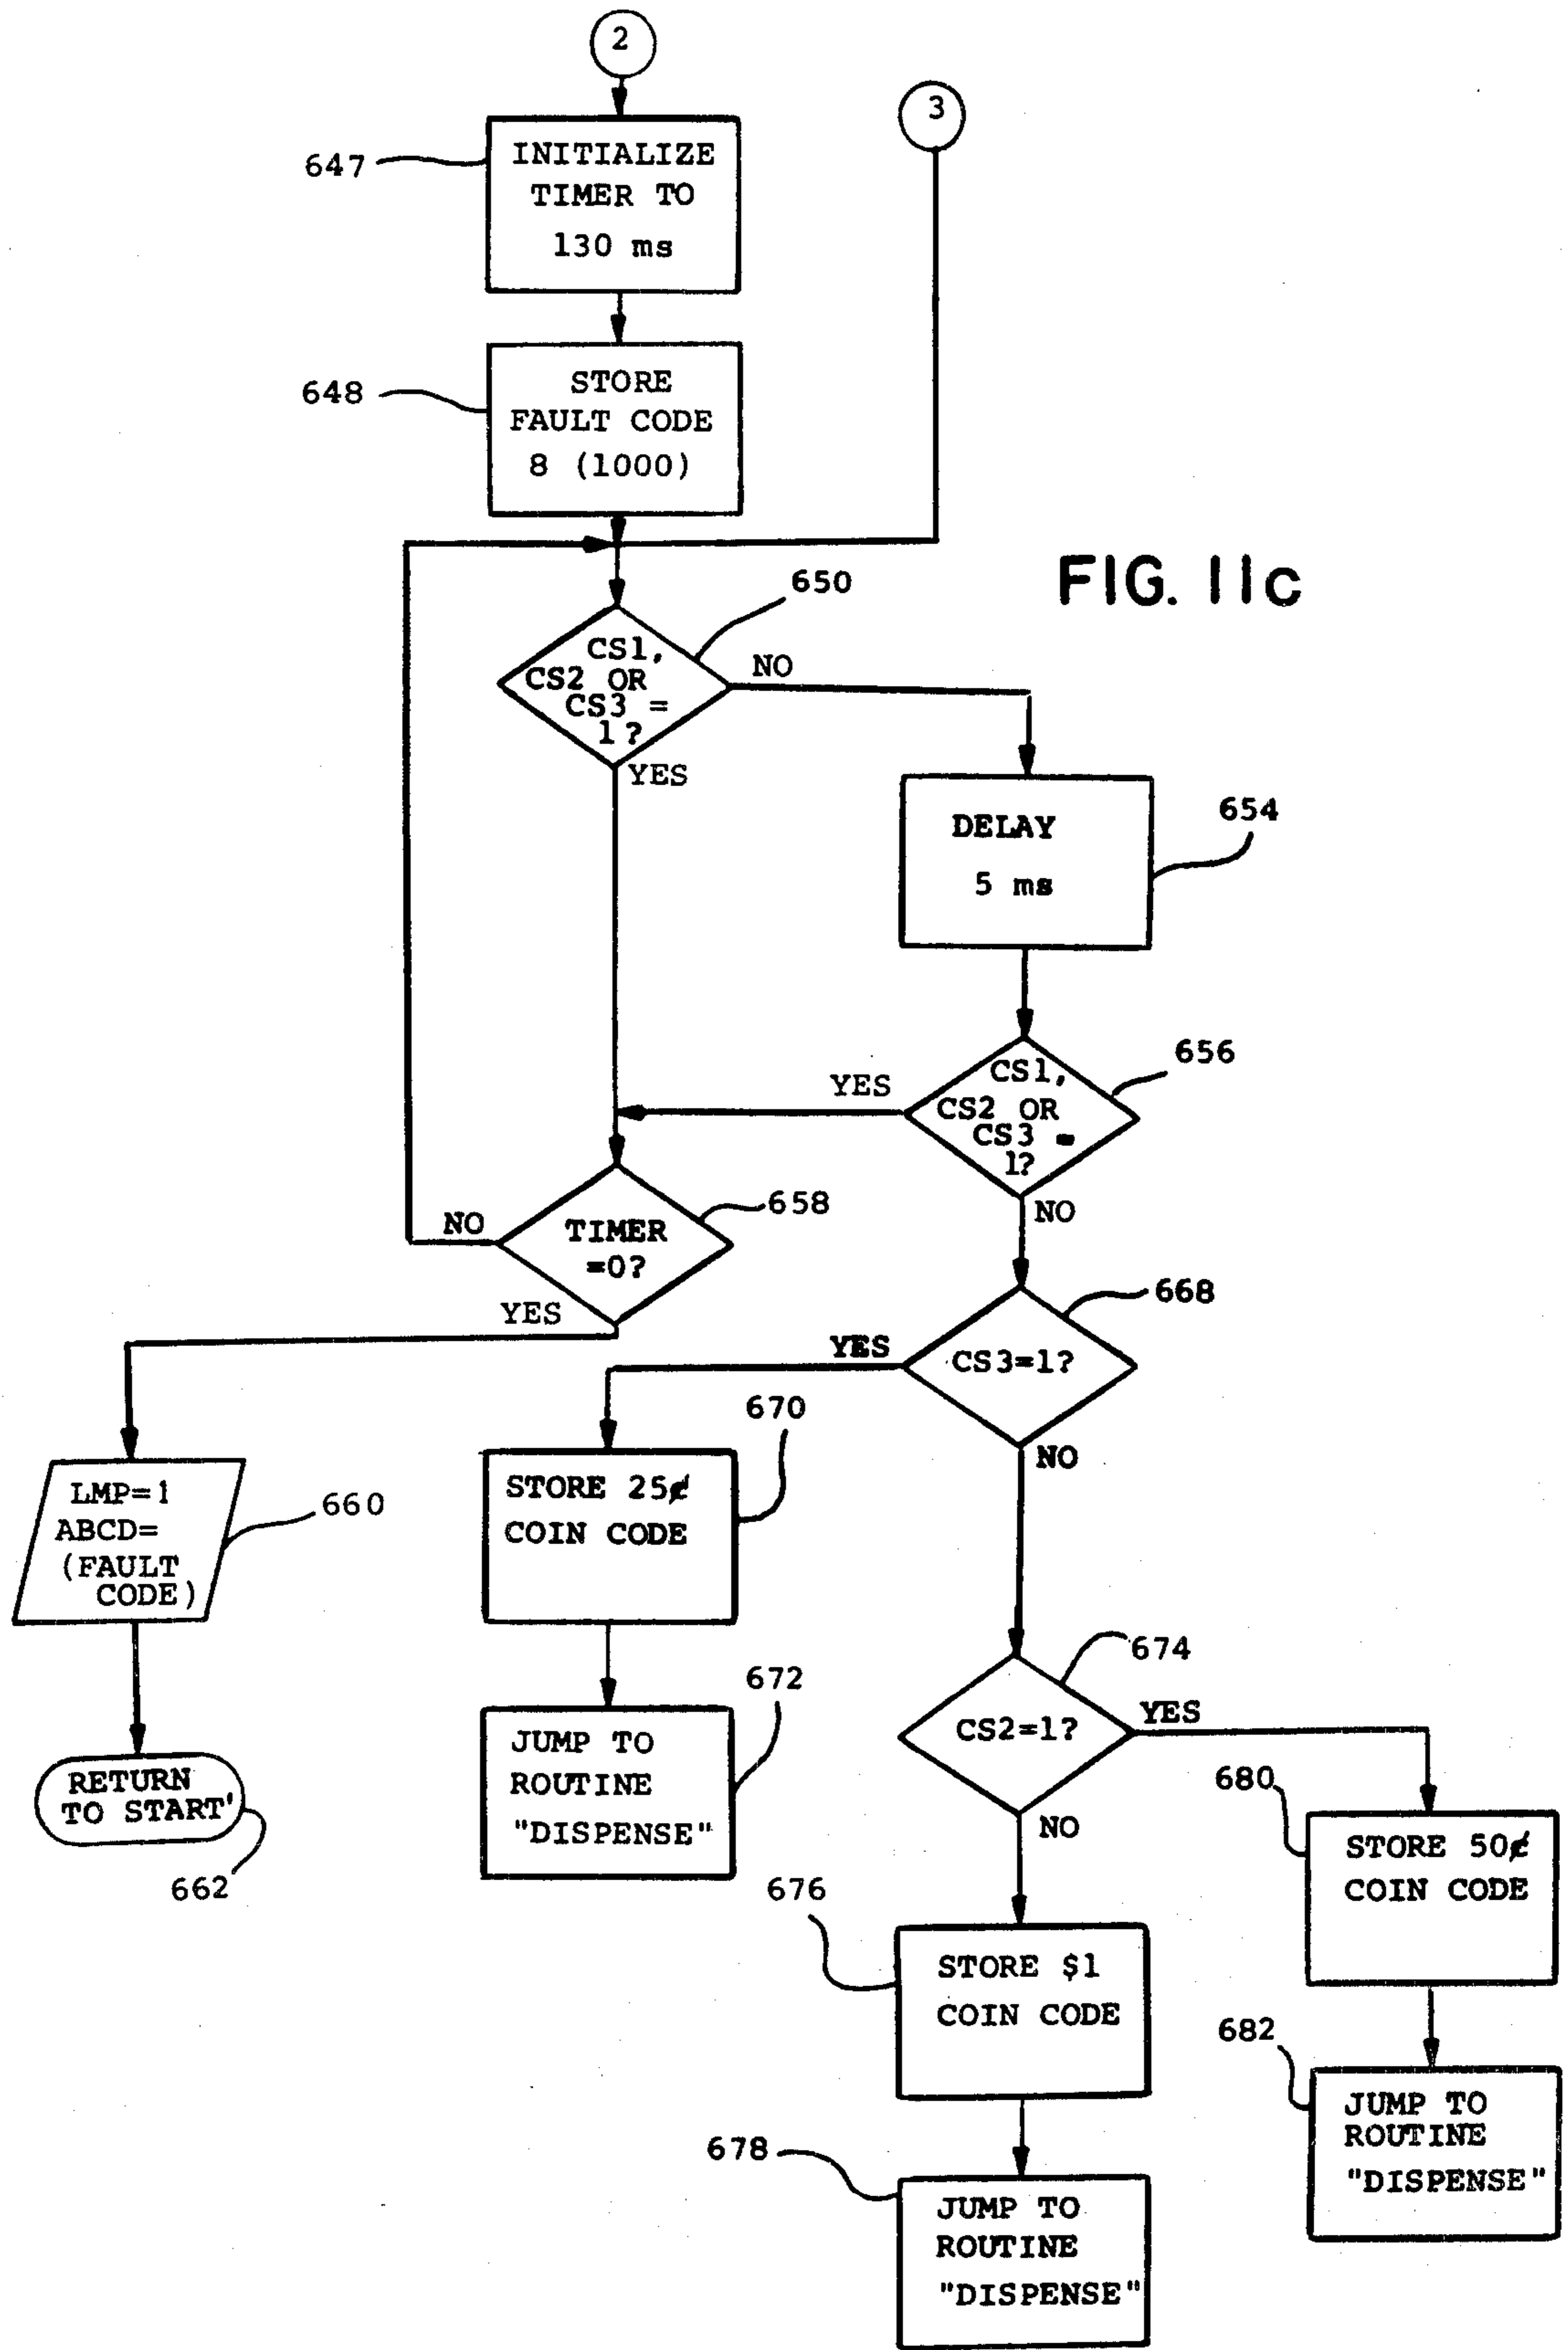 2
3
647
INITIALIZE
TIMER TO
130 ms
648
STORE
FAULT CODE
8 (1000)
FIG. 11c
650
CS1,
CS2 OR
CS3 =
1?
NO
YES
DELAY
5 ms
654
656
CS1,
CS2 OR
CS3 =
1?
YES
NO
658
TIMER
=0?
NO
YES
668
CS3=1?
YES
NO
670
STORE 25¢
COIN CODE
LMP=1
ABCD=
(FAULT
CODE)
660
672
JUMP TO
ROUTINE
"DISPENSE"
674
CS2=1?
YES
NO
RETURN
TO START'
662
680
STORE 50¢
COIN CODE
676
STORE $1
COIN CODE
682
JUMP TO
ROUTINE
"DISPENSE"
678
JUMP TO
ROUTINE
"DISPENSE"